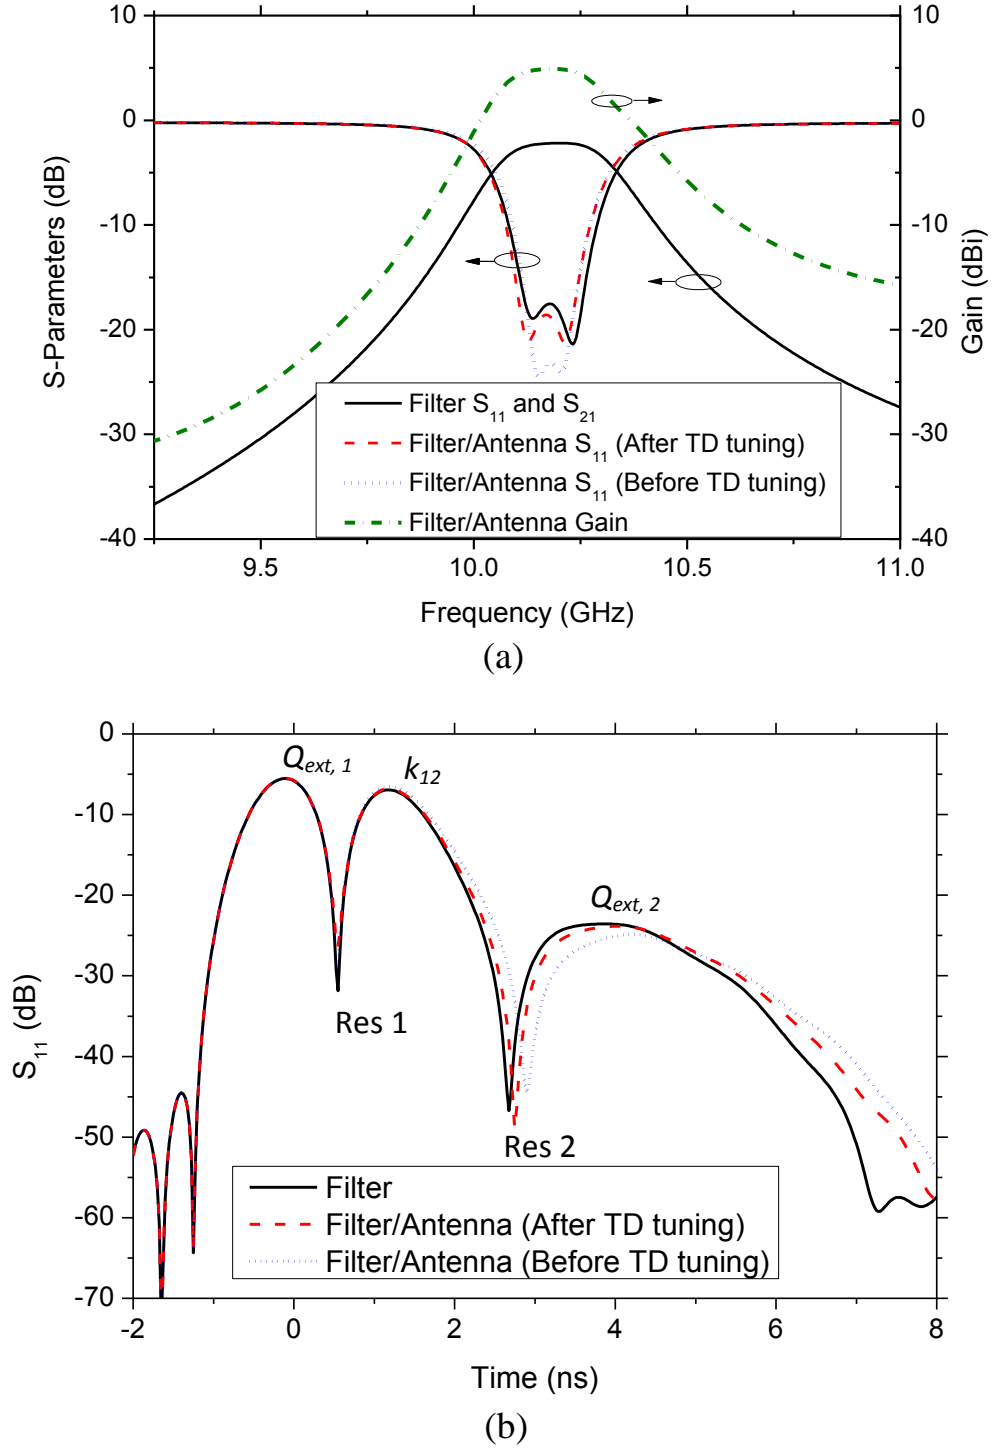 10
0
-10
-20
-30
-40
S-Parameters (dB)
10
0
-10
-20
-30
-40
Gain (dBi)
Filter S11 and S21
Filter/Antenna S11 (After TD tuning)
Filter/Antenna S11 (Before TD tuning)
Filter/Antenna Gain
9.5 10.0 10.5 11.0
Frequency (GHz)
(a)
0
-10
-20
-30
-40
-50
-60
-70
S11 (dB)
Qext, 1
k12
Qext, 2
Res 1
Res 2
Filter
Filter/Antenna (After TD tuning)
Filter/Antenna (Before TD tuning)
-2 0 2 4 6 8
Time (ns)
(b)